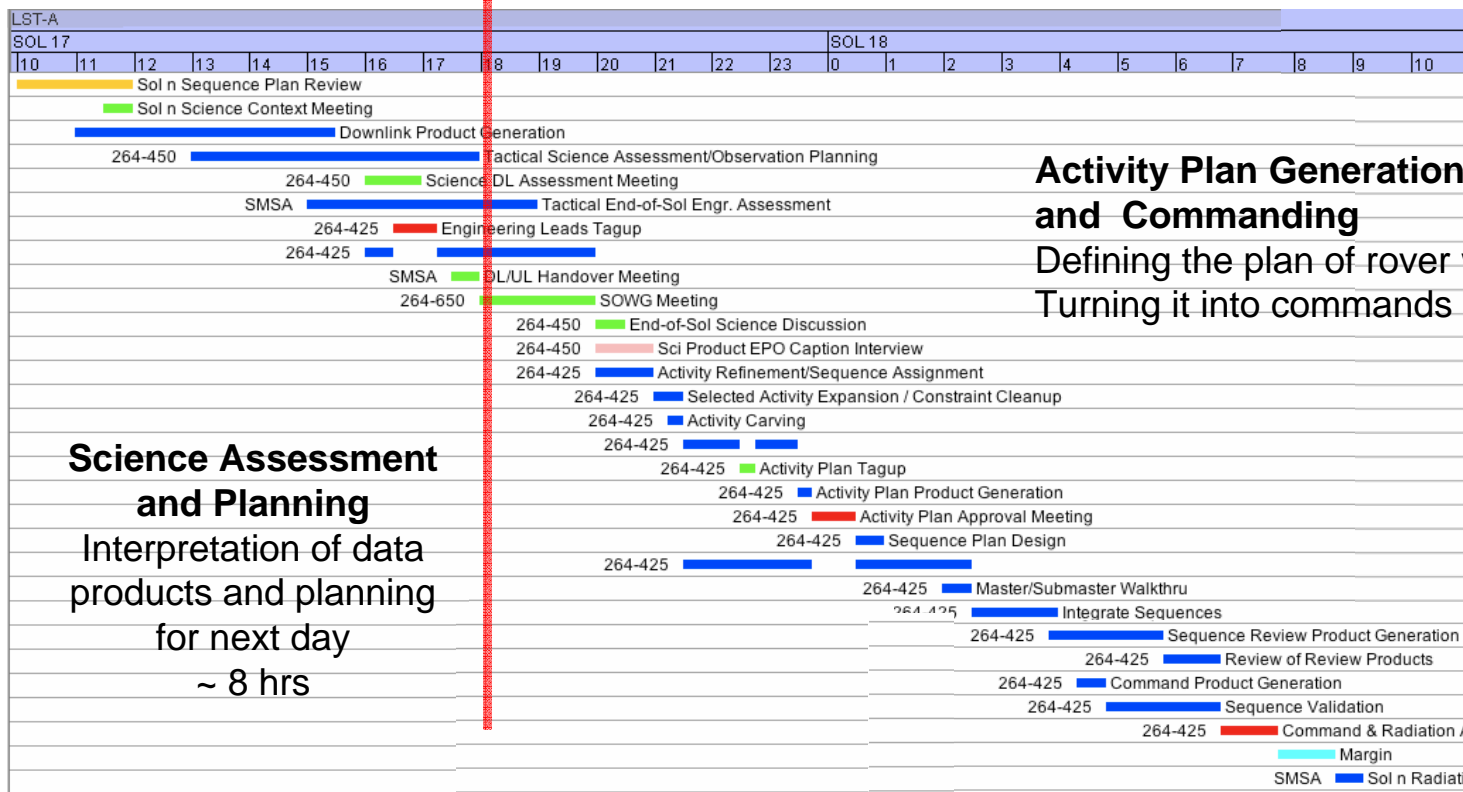 LST-A
SOL 17 SOL 18
10 11 12 13 14 15 16 17 18 19 20 21 22 23 0 1 2 3 4 5 6 7 8 9 10
Sol n Sequence Plan Review
Sol n Science Context Meeting
Downlink Product Generation
264-450 Tactical Science Assessment/Observation Planning
264-450 Science DL Assessment Meeting
SMSA Tactical End-of-Sol Engr. Assessment
264-425 Engineering Leads Tagup
264-425
SMSA DL/UL Handover Meeting
264-650 SOWG Meeting
264-450 End-of-Sol Science Discussion
264-450 Sci Product EPO Caption Interview
264-425 Activity Refinement/Sequence Assignment
264-425 Selected Activity Expansion / Constraint Cleanup
264-425 Activity Carving
264-425
264-425 Activity Plan Tagup
264-425 Activity Plan Product Generation
264-425 Activity Plan Approval Meeting
264-425 Sequence Plan Design
264-425
264-425 Master/Submaster Walkthru
264-425 Integrate Sequences
264-425 Sequence Review Product Generation
264-425 Review of Review Products
264-425 Command Product Generation
264-425 Sequence Validation
264-425 Command & Radiation A
Margin
SMSA Sol n Radiati
Activity Plan Generation
and Commanding
Defining the plan of rover
Turning it into commands
Science Assessment
and Planning
Interpretation of data
products and planning
for next day
~ 8 hrs